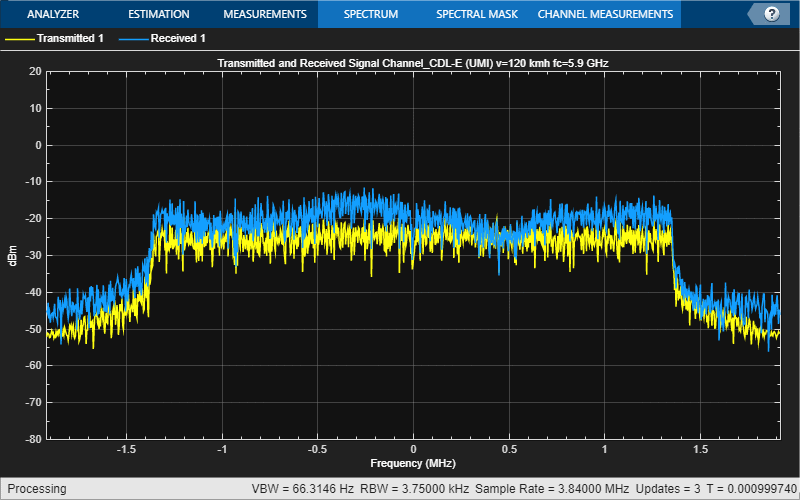 ANALYZER ESTIMATION MEASUREMENTS SPECTRUM SPECTRAL MASK CHANNEL MEASUREMENTS ?
Transmitted 1 Received 1
Transmitted and Received Signal Channel_CDL-E (UMI) v=120 kmh fc=5.9 GHz
20
10
0
-10
-20
-30
-40
-50
-60
-70
-80
dBm
-1.5 -1 -0.5 0 0.5 1 1.5
Frequency (MHz)
Processing VBW = 66.3146 Hz RBW = 3.75000 kHz Sample Rate = 3.84000 MHz Updates = 3 T = 0.000999740